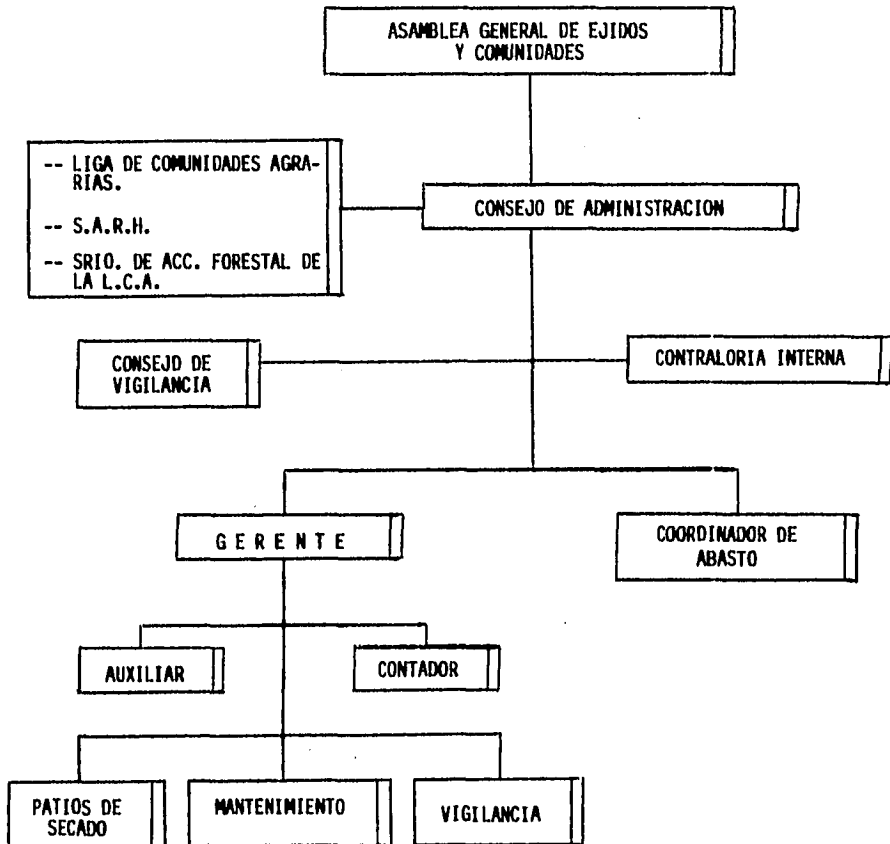 ASAMBLEA GENERAL DE EJIDOS
Y COMUNIDADES
-- LIGA DE COMUNIDADES AGRA-
RIAS.
-- S.A.R.H.
-- SRIO. DE ACC. FORESTAL DE
LA L.C.A.
CONSEJO DE ADMINISTRACION
CONSEJO DE
VIGILANCIA
CONTRALORIA INTERNA
G E R E N T E
COORDINADOR DE
ABASTO
AUXILIAR
CONTADOR
PATIOS DE
SECADO
MANTENIMIENTO
VIGILANCIA